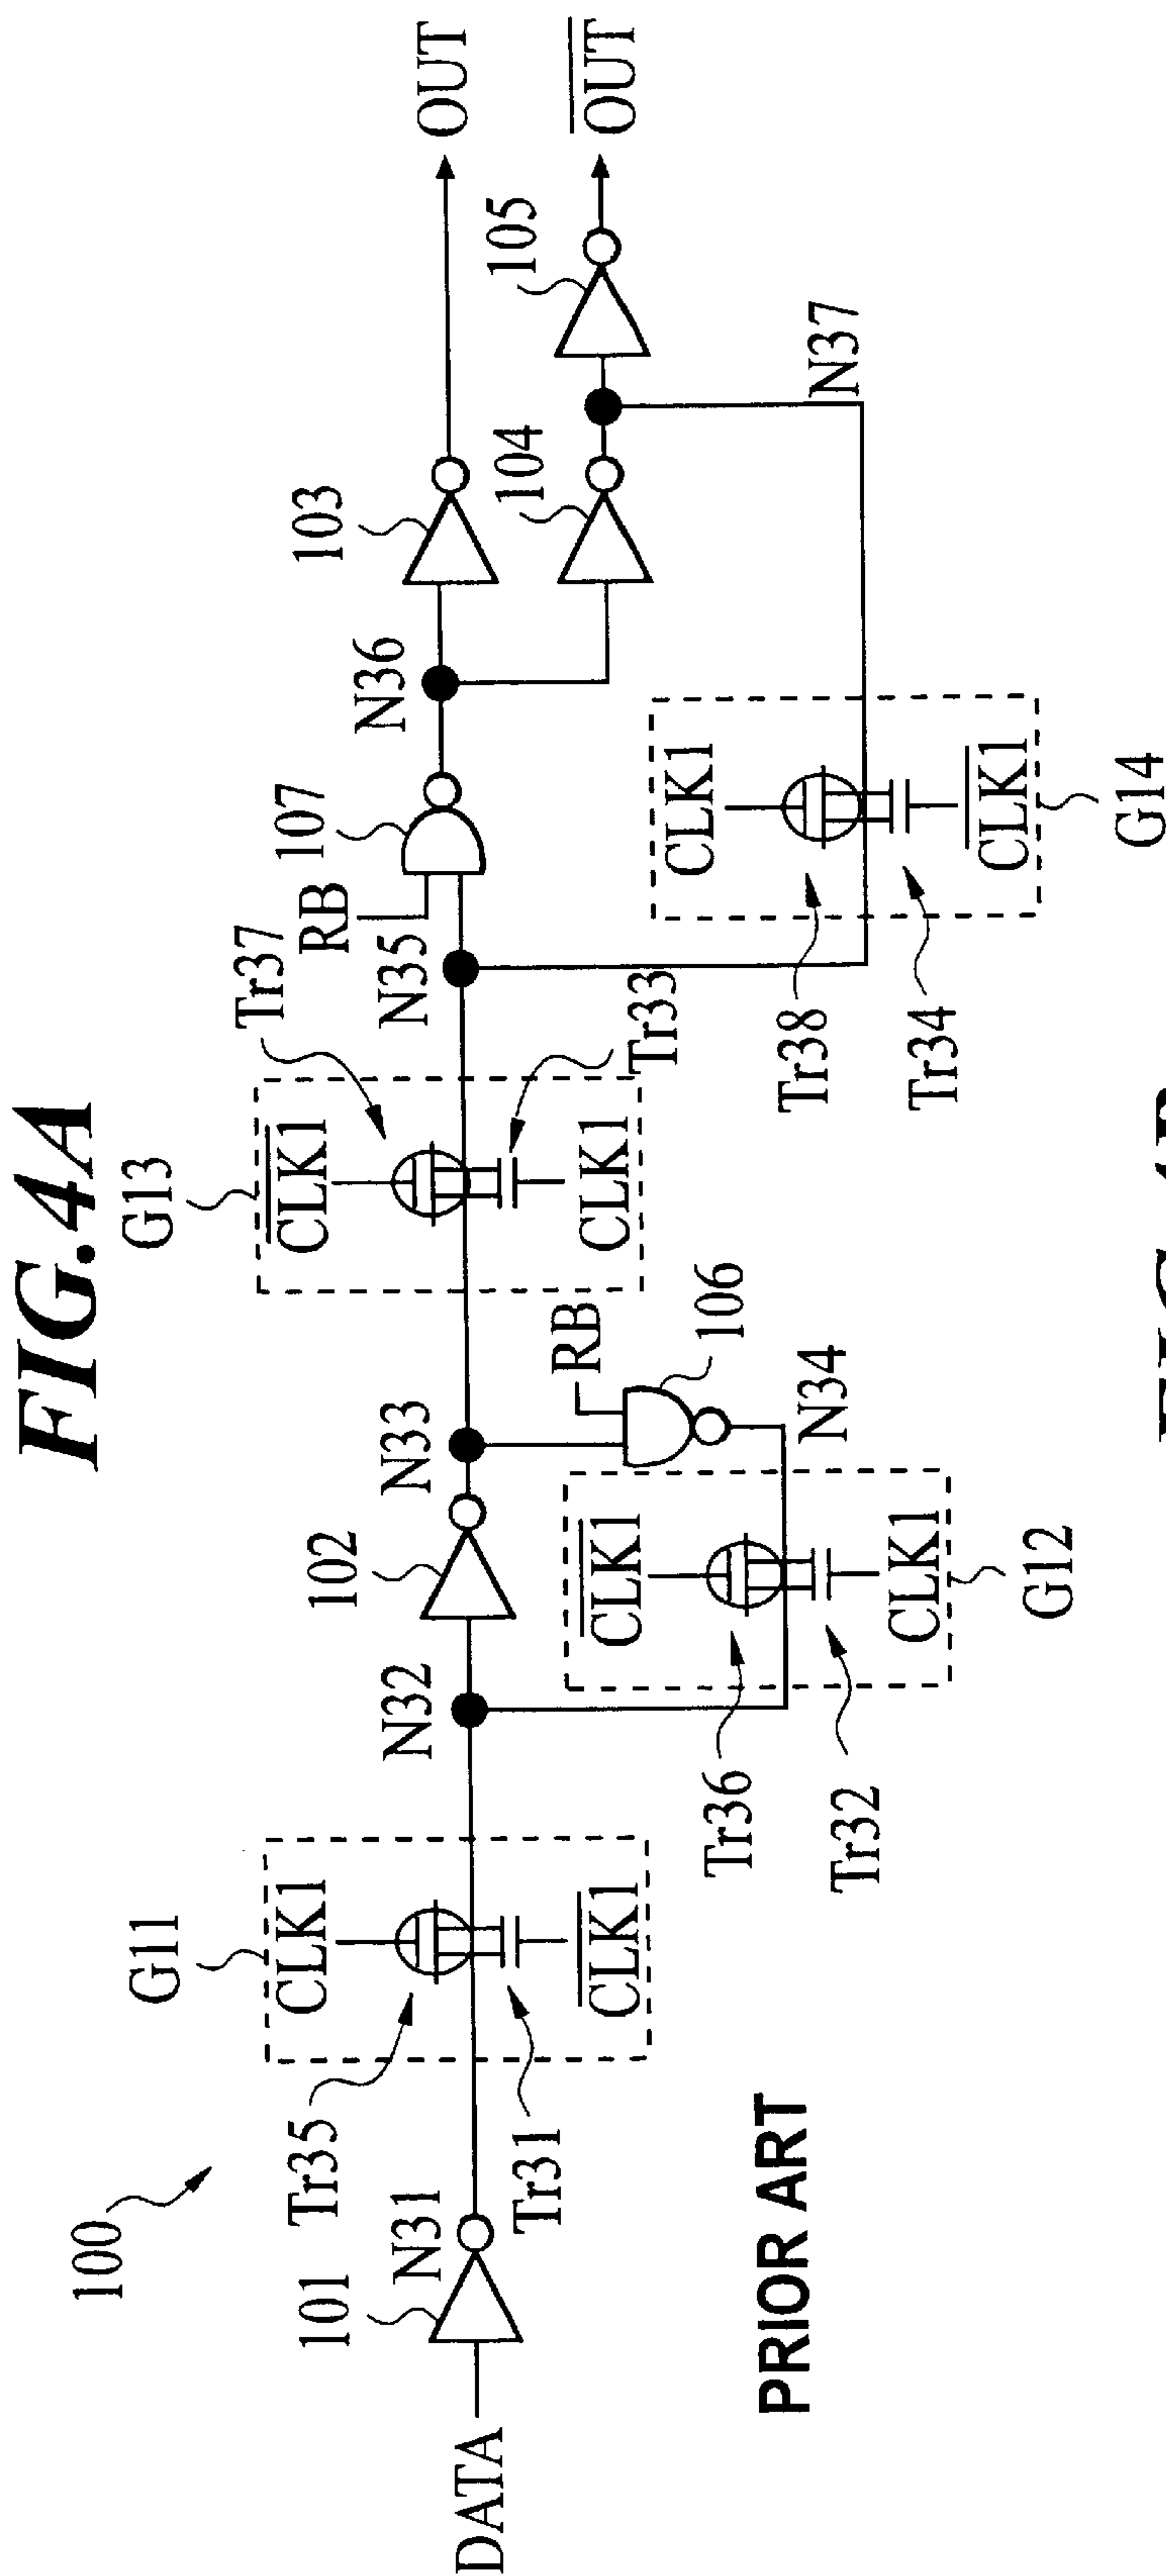 FIG.4A
100
DATA
101
N31
G11
CLK1
Tr35
Tr31
CLK1
N32
102
N33
CLK1
Tr36
Tr32
CLK1
G12
RB
106
N34
G13
CLK1
Tr37
Tr33
CLK1
N35
RB
107
N36
CLK1
Tr38
Tr34
CLK1
G14
103
104
105
N37
OUT
OUT
PRIOR ART